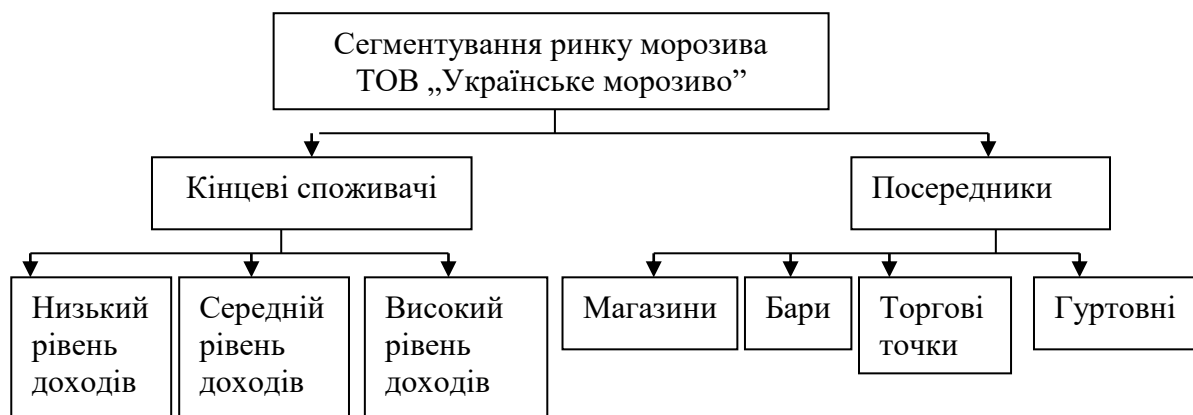 Сегментування ринку морозива
ТОВ „Українське морозиво”
Кінцеві споживачі
Посередники
Низький
рівень
доходів
Середній
рівень
доходів
Високий
рівень
доходів
Магазини
Бари
Торгові
точки
Гуртовні